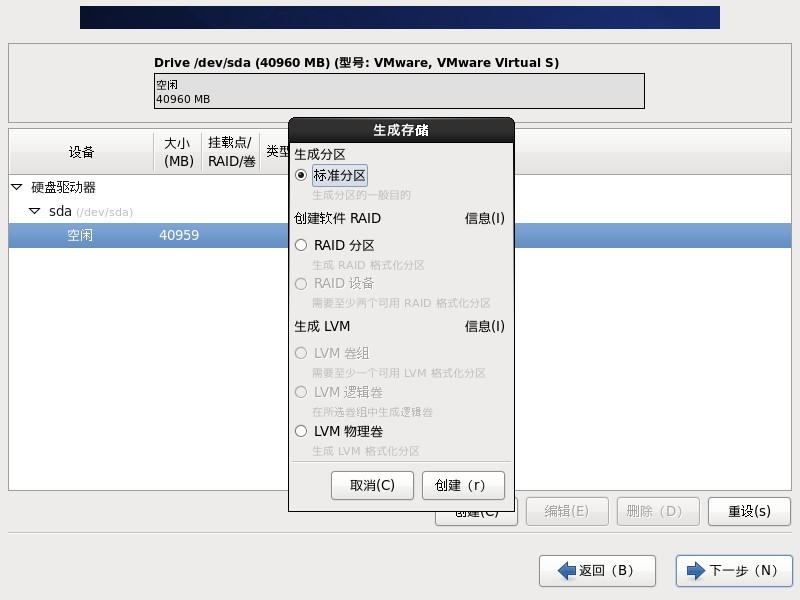 Drive /dev/sda (40960 MB) (型号: VMware, VMware Virtual S)
空闲
40960 MB
设备
大小
(MB)
挂载点/
RAID/卷
类型
硬盘驱动器
sda (/dev/sda)
空闲 40959
生成存储
生成分区
标准分区
生成分区的一般目的
创建软件 RAID 信息(I)
RAID 分区
生成 RAID 格式化分区
RAID 设备
需要至少两个可用 RAID 格式化分区
生成 LVM 信息(I)
LVM 卷组
需要至少一个可用 LVM 格式化分区
LVM 逻辑卷
在所选卷组中生成逻辑卷
LVM 物理卷
生成 LVM 格式化分区
取消(C) 创建（r）
创建(C) 编辑(E) 删除（D） 重设(s)
返回（B） 下一步（N）